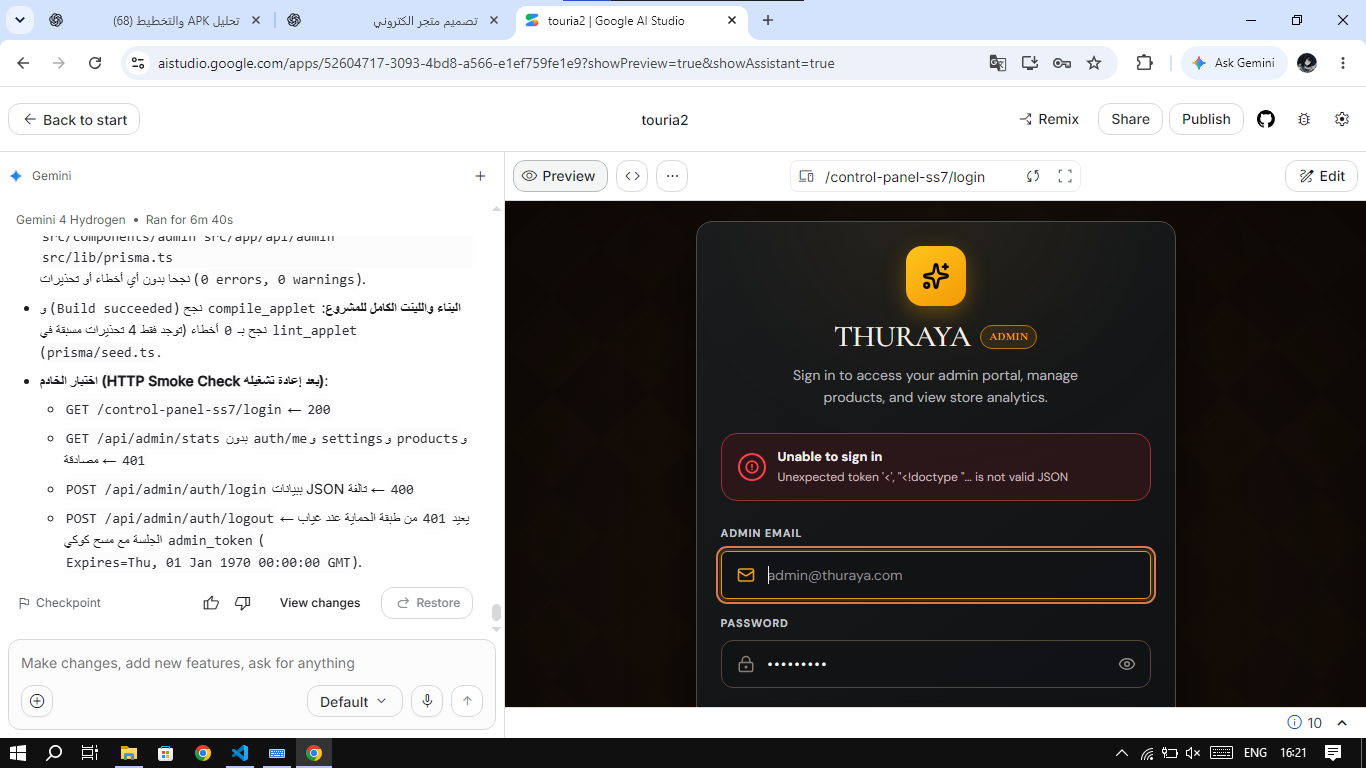 تحليل APK والتخطيط (68)
تصميم متجر الكتروني
touria2 | Google AI Studio
aistudio.google.com/apps/52604717-3093-4bd8-a566-e1ef759fe1e9?showPreview=true&showAssistant=true
Ask Gemini
Back to start
touria2
Remix
Share
Publish
Gemini
Preview
/control-panel-ss7/login
Edit
Gemini 4 Hydrogen • Ran for 6m 40s
src/components/admin src/app/api/admin
src/lib/prisma.ts
نجحا بدون أي أخطاء أو تحذيرات (0 errors, 0 warnings).
البناء واللينت الكامل للمشروع: compile_applet نجح (Build succeeded) و
lint_applet نجح بـ 0 أخطاء (توجد فقط 4 تحذيرات مسبقة في
prisma/seed.ts).
اختبار الخادم (HTTP Smoke Check بعد إعادة تشغيله):
GET /control-panel-ss7/login ← 200
GET /api/admin/stats و products و settings و auth/me بدون
مصادقة ← 401
POST /api/admin/auth/login ببيانات JSON تالفة ← 400
POST /api/admin/auth/logout ← يعيد 401 من طبقة الحماية عند غياب
الجلسة مع مسح كوكي admin_token (
Expires=Thu, 01 Jan 1970 00:00:00 GMT).
Checkpoint
View changes
Restore
Make changes, add new features, ask for anything
Default
THURAYA ADMIN
Sign in to access your admin portal, manage
products, and view store analytics.
Unable to sign in
Unexpected token '<', "<!doctype "... is not valid JSON
ADMIN EMAIL
admin@thuraya.com
PASSWORD
•••••••••
10
ENG
16:21